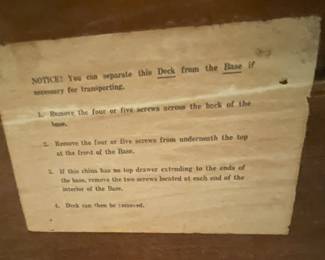 NOTICE! You can separate this Deck from the Base if
necessary for transporting.
1. Remove the four or five screws across the back of the
base.
2. Remove the four or five screws from underneath the top
at the front of the Base.
3. If this china has no top drawer extending to the ends of
the base, remove the two screws located at each end of the
interior of the Base.
4. Deck can then be removed.